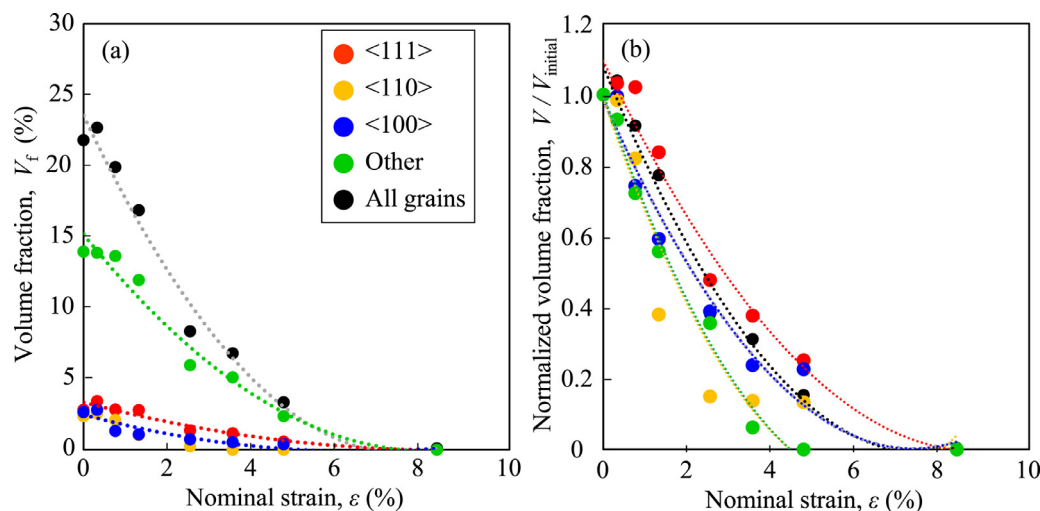 (a)
30
25
20
15
10
5
0
Volume fraction, Vf (%)
<111>
<110>
<100>
Other
All grains
0 2 4 6 8 10
Nominal strain, ε (%)
(b)
1.2
1.0
0.8
0.6
0.4
0.2
0
Normalized volume fraction, V / Vinitial
0 2 4 6 8 10
Nominal strain, ε (%)